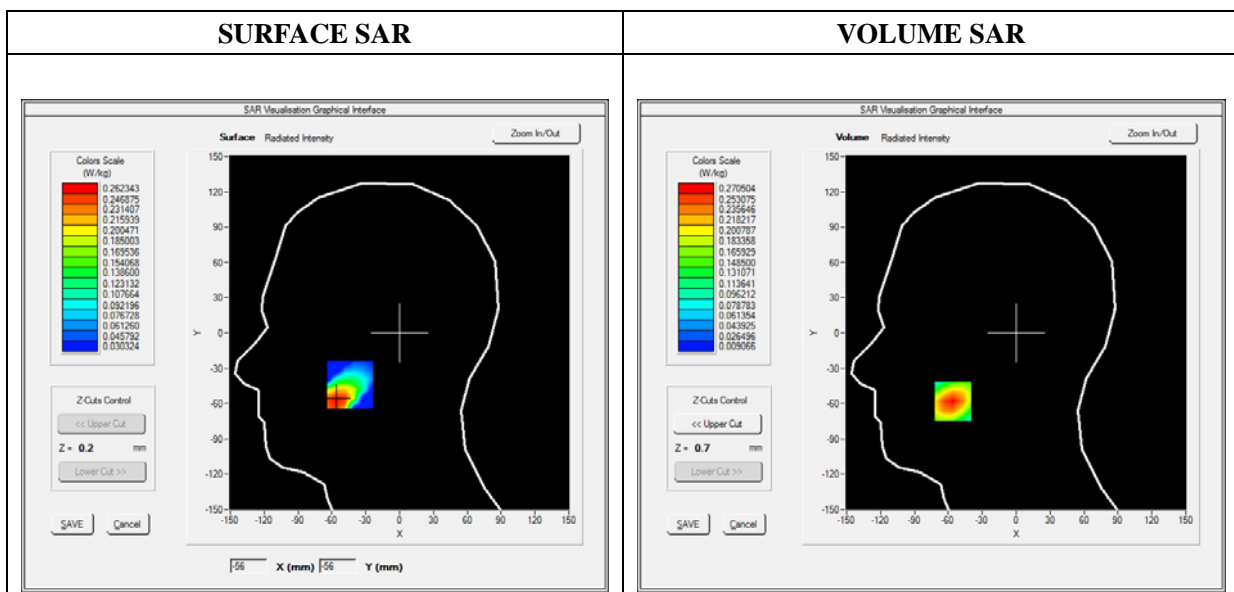 SURFACE SAR
VOLUME SAR
SAR Visualisation Graphical Interface
Surface Radiated Intensity
Zoom In/Out
Colors Scale
(W/kg)
0.262343
0.246875
0.231407
0.215939
0.200471
0.185003
0.169536
0.154068
0.138600
0.123132
0.107664
0.092196
0.076728
0.061260
0.045792
0.030324
150
120
90
60
30
0
-30
-60
-90
-120
-150
Y
-150 -120 -90 -60 -30 0 30 60 90 120 150
X
Z-Cuts Control
<< Upper Cut
Z = 0.2 mm
Lower Cut >>
SAVE Cancel
-56 X (mm) -56 Y (mm)
SAR Visualisation Graphical Interface
Volume Radiated Intensity
Zoom In/Out
Colors Scale
(W/kg)
0.270504
0.253075
0.235646
0.218217
0.200787
0.183358
0.165929
0.148500
0.131071
0.113641
0.096212
0.078783
0.061354
0.043925
0.026496
0.009066
150
120
90
60
30
0
-30
-60
-90
-120
-150
Y
-150 -120 -90 -60 -30 0 30 60 90 120 150
X
Z-Cuts Control
<< Upper Cut
Z = 0.7 mm
Lower Cut >>
SAVE Cancel